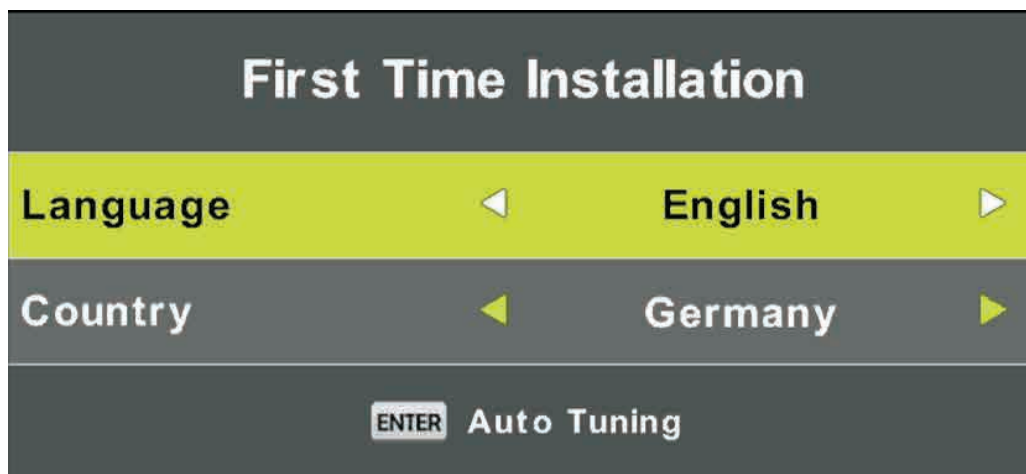 First Time Installation
Language English
Country Germany
ENTER Auto Tuning